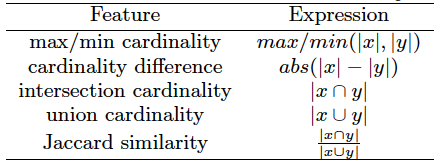 Feature Expression
max/min cardinality max/min(|x|, |y|)
cardinality difference abs(|x| − |y|)
intersection cardinality |x ∩ y|
union cardinality |x ∪ y|
Jaccard similarity |x∩y| / |x∪y|